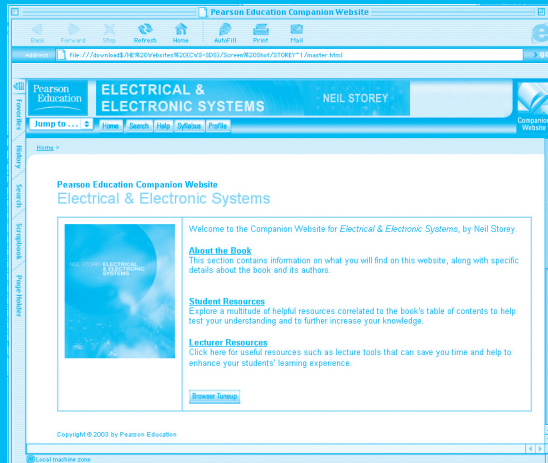 Pearson Education Companion Website
Back Forward Stop Refresh Home AutoFill Print Mail
Address file:///download$/HE%20Websites%20(CWS-SDS)/Screen%20Shot/STOREY~1/master.html
Favorites
History
Search
Scrapbook
Page Holder
Pearson
Education
ELECTRICAL &
ELECTRONIC SYSTEMS
NEIL STOREY
Companion
Website
Jump to ... Home Search Help Syllabus Profile
Home >
Pearson Education Companion Website
Electrical & Electronic Systems
NEIL STOREY ELECTRICAL
& ELECTRONIC
SYSTEMS
Welcome to the Companion Website for Electrical & Electronic Systems, by Neil Storey.
About the Book
This section contains information on what you will find on this website, along with specific
details about the book and its authors.
Student Resources
Explore a multitude of helpful resources correlated to the book's table of contents to help
test your understanding and to further increase your knowledge.
Lecturer Resources
Click here for useful resources such as lecture tools that can save you time and help to
enhance your students' learning experience.
Browser Tuneup
Copyright © 2003 by Pearson Education
Local machine zone